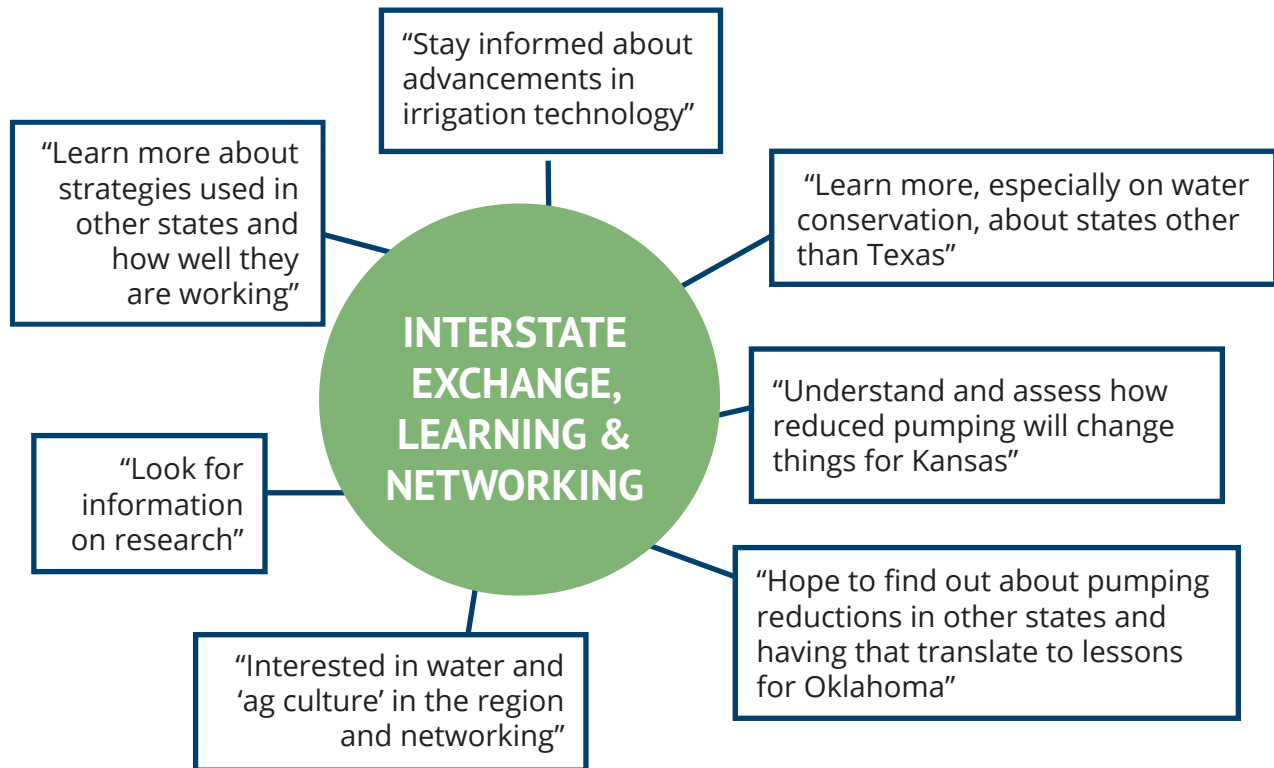 “Stay informed about
advancements in
irrigation technology”
“Learn more about
strategies used in
other states and
how well they
are working”
“Learn more, especially on water
conservation, about states other
than Texas”
INTERSTATE
EXCHANGE,
LEARNING &
NETWORKING
“Understand and assess how
reduced pumping will change
things for Kansas”
“Look for
information
on research”
“Hope to find out about pumping
reductions in other states and
having that translate to lessons
for Oklahoma”
“Interested in water and
‘ag culture’ in the region
and networking”